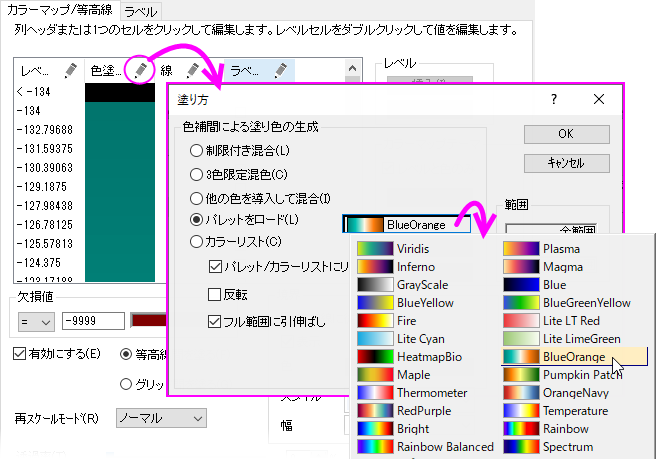 カラーマップ/等高線 ラベル
列ヘッダまたは1つのセルをクリックして編集します。レベルセルをダブルクリックして値を編集します。
レベ... 色塗... 線 ラベ... レベル
< -134
-134
-132.79688
-131.59375
-130.39063
-129.1875
-127.98438
-126.78125
-125.57813
-124.375
欠損値
= -9999
有効にする(E) 等高線
再スケールモード(R) ノーマル
幅
塗り方 ? ×
色補間による塗り色の生成
制限付き混合(L)
3色限定混色(C)
他の色を導入して混合(I)
パレットをロード(L)
カラーリスト(C)
パレット/カラーリストにリ
反転
フル範囲に引伸ばし
OK
キャンセル
範囲
全範囲
BlueOrange
Viridis Plasma
Inferno Magma
GrayScale Blue
BlueYellow BlueGreenYellow
Fire Lite LT Red
Lite Cyan Lite LimeGreen
HeatmapBio BlueOrange
Maple Pumpkin Patch
Thermometer OrangeNavy
RedPurple Temperature
Bright Rainbow
Rainbow Balanced Spectrum